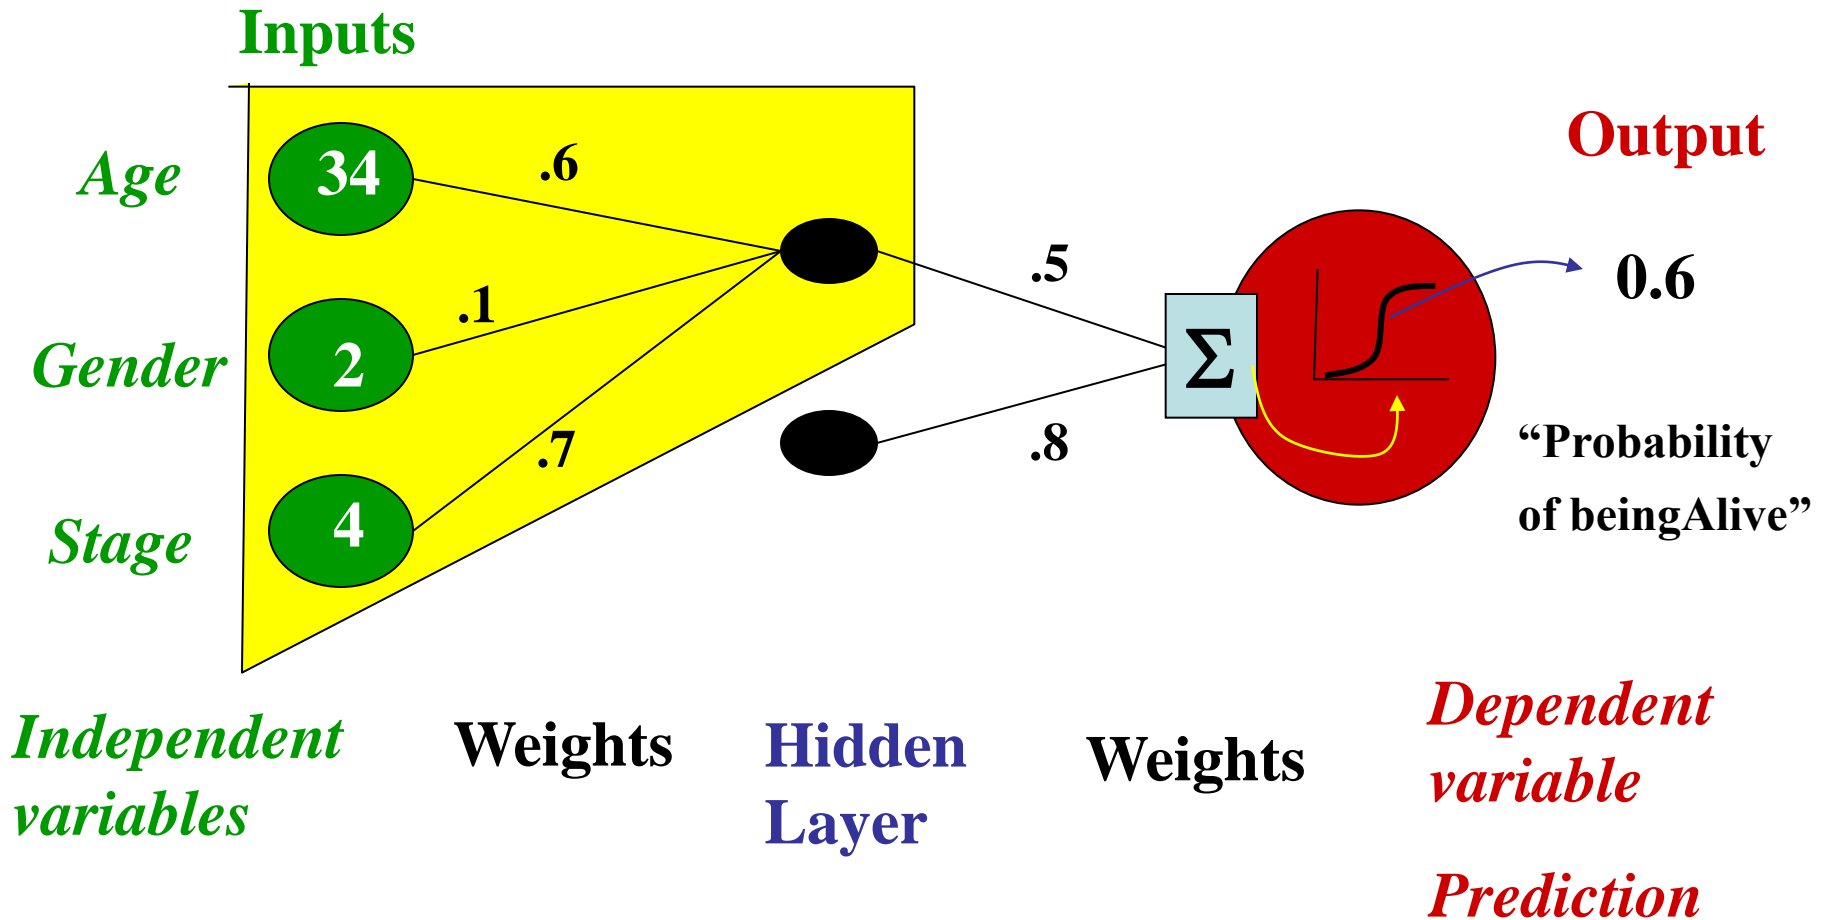 Inputs
Output
Age
34
.6
Gender
2
.1
.5
Σ
0.6
Stage
4
.7
.8
“Probability
of beingAlive”
Independent
variables
Weights
Hidden
Layer
Weights
Dependent
variable
Prediction